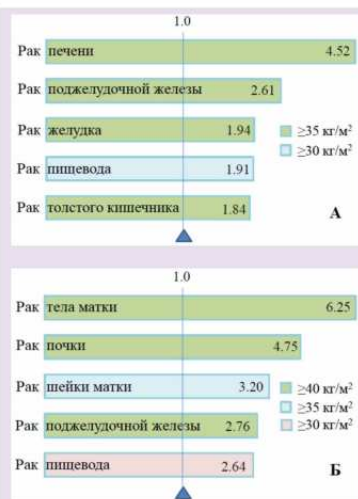 1.0
Рак печени 4.52
Рак поджелудочной железы 2.61
Рак желудка 1.94
≥35 кг/м²
Рак пищевода 1.91
≥30 кг/м²
Рак толстого кишечника 1.84
А
1.0
Рак тела матки 6.25
Рак почки 4.75
Рак шейки матки 3.20
≥40 кг/м²
≥35 кг/м²
Рак поджелудочной железы 2.76
≥30 кг/м²
Рак пищевода 2.64
Б